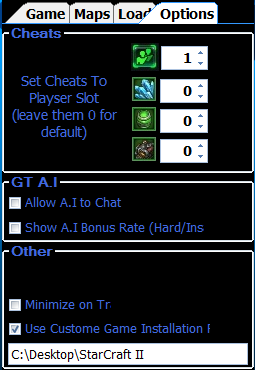 Game Maps Load Options
Cheats
Set Cheats To
Playser Slot
(leave them 0 for
default)
1
0
0
0
GT A.I
Allow A.I to Chat
Show A.I Bonus Rate (Hard/Ins
Other
Minimize on Tr
Use Custome Game Installation
C:\Desktop\StarCraft II